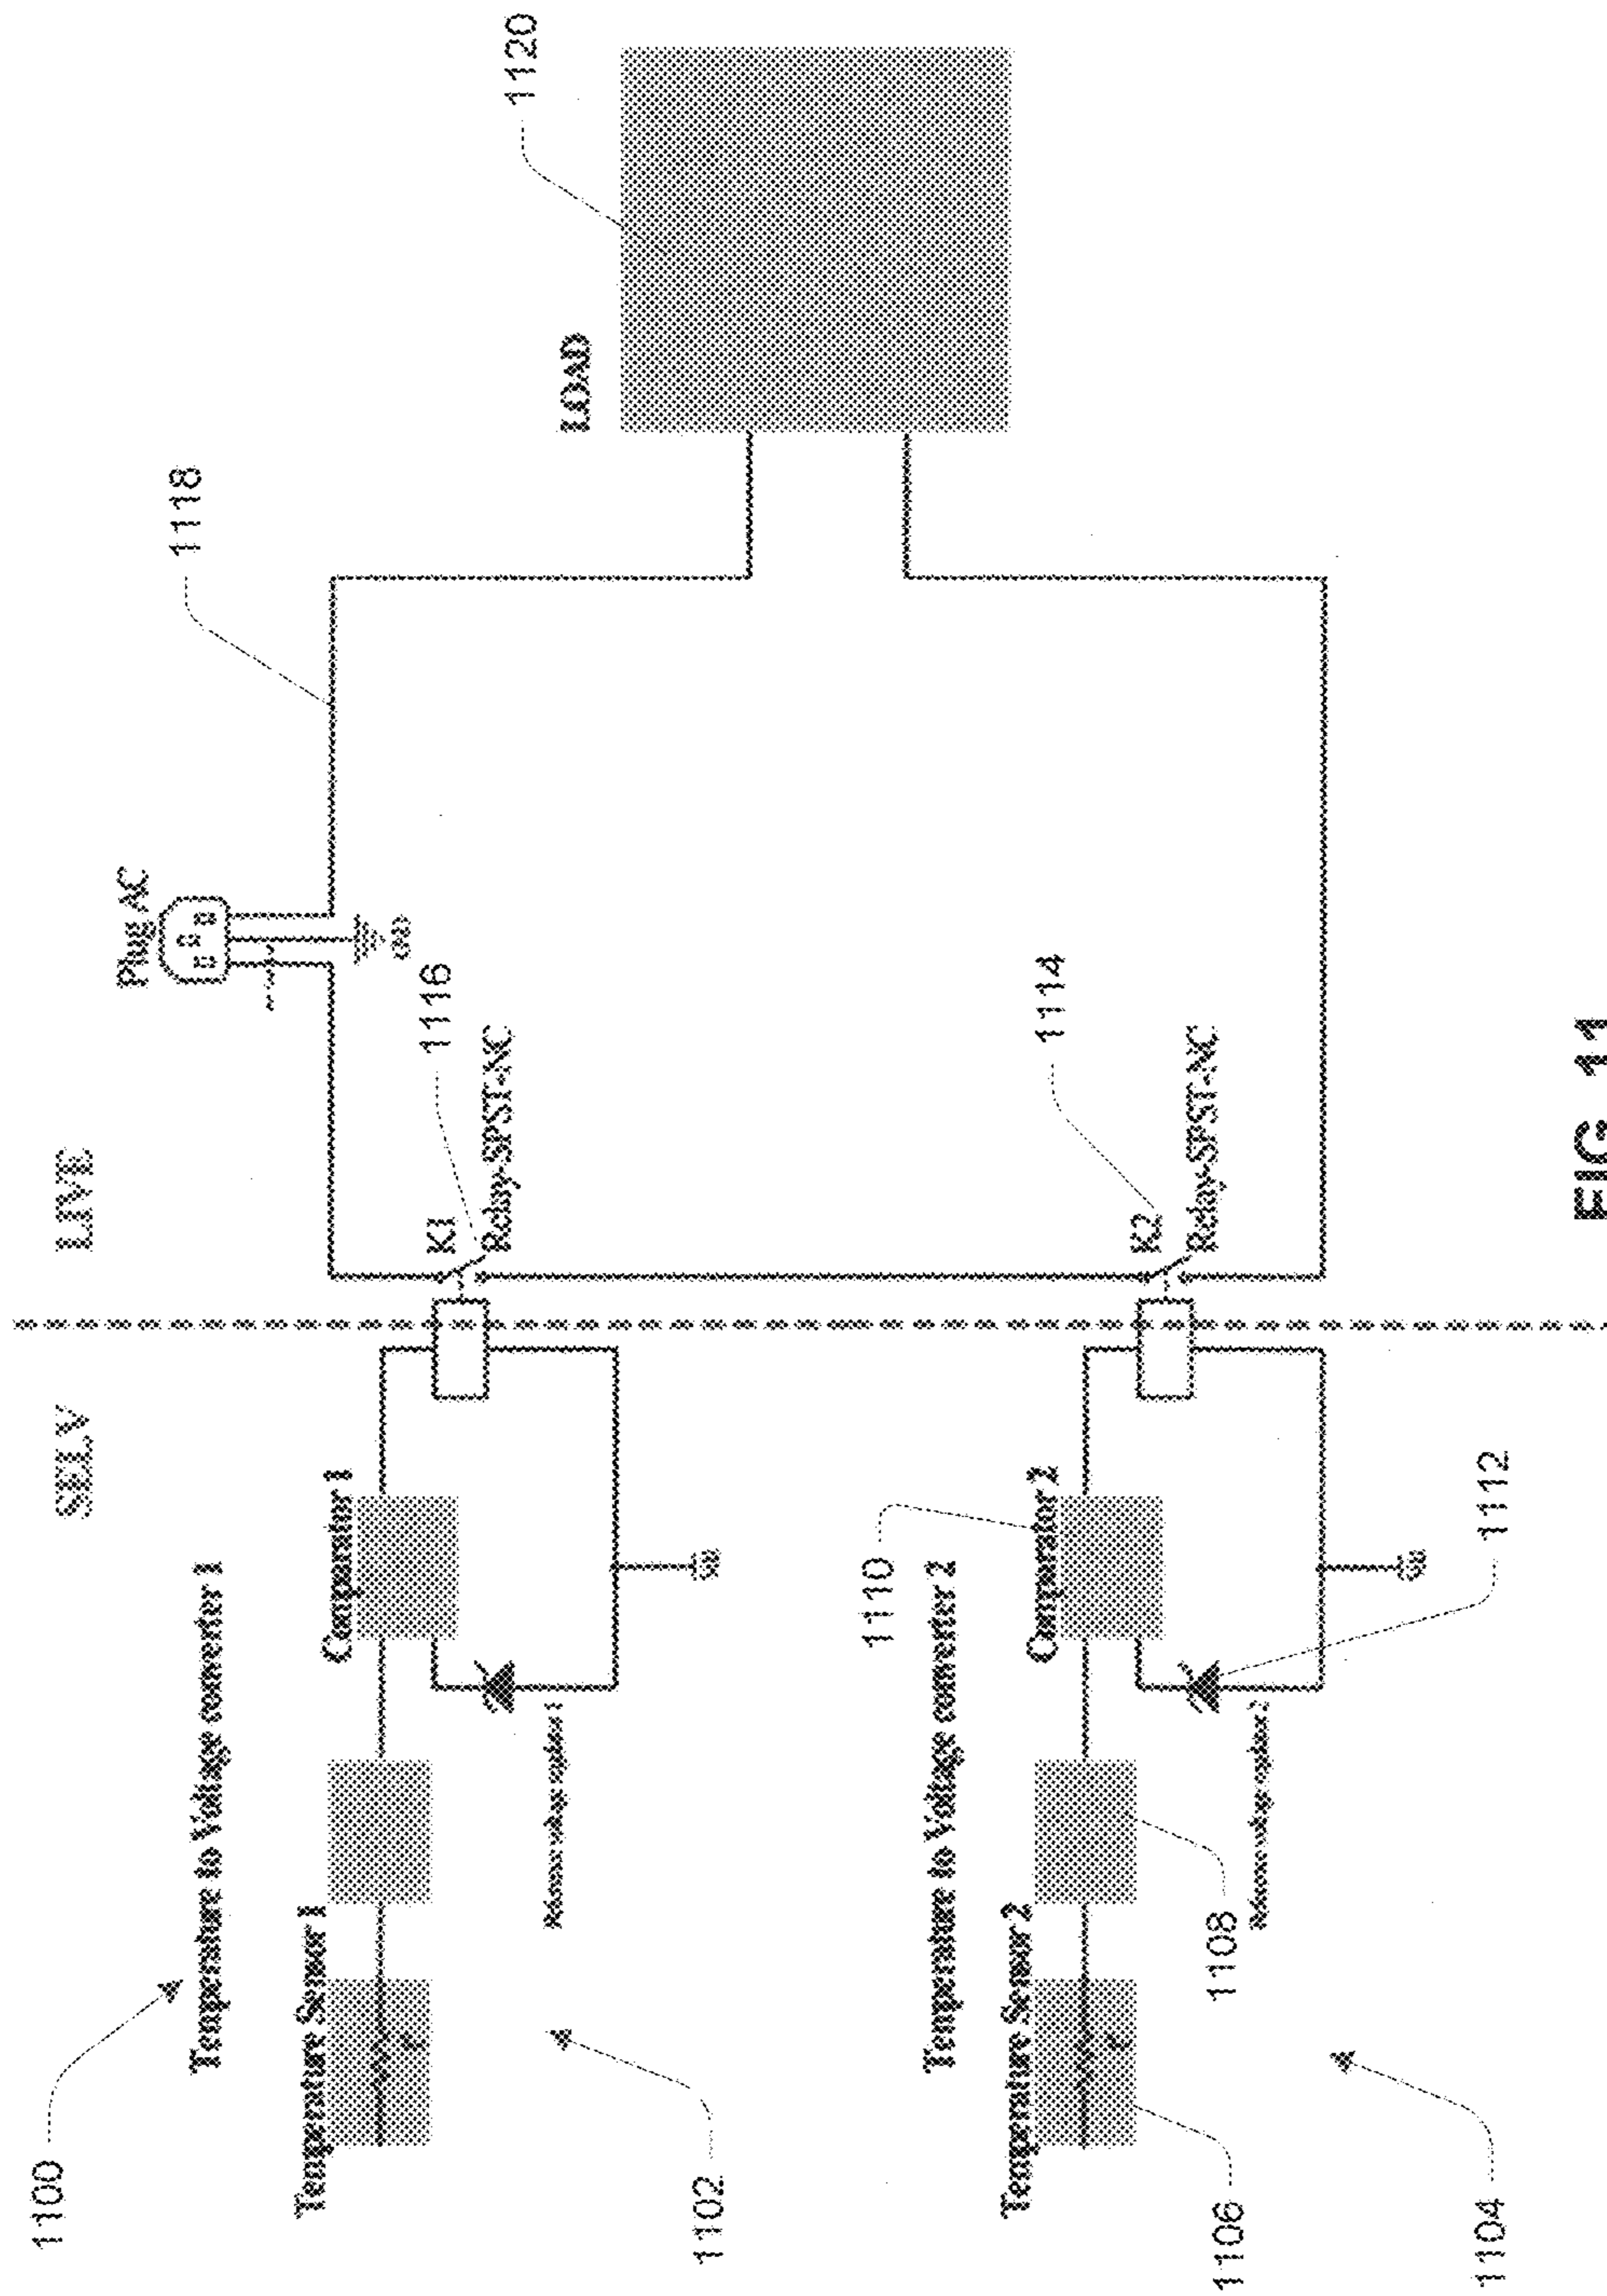 1100
SELV
LIVE
Temperature to Voltage converter 1
Plug AC
1118
1120
Temperature Sensor 1
Comparator 1
K1
1116
Relay-SPST-NC
LOAD
1102
Temperature to Voltage converter 2
1110
Temperature Sensor 2
Comparator 2
K2
1114
Relay-SPST-NC
1106
1108
1112
1104
FIG 11